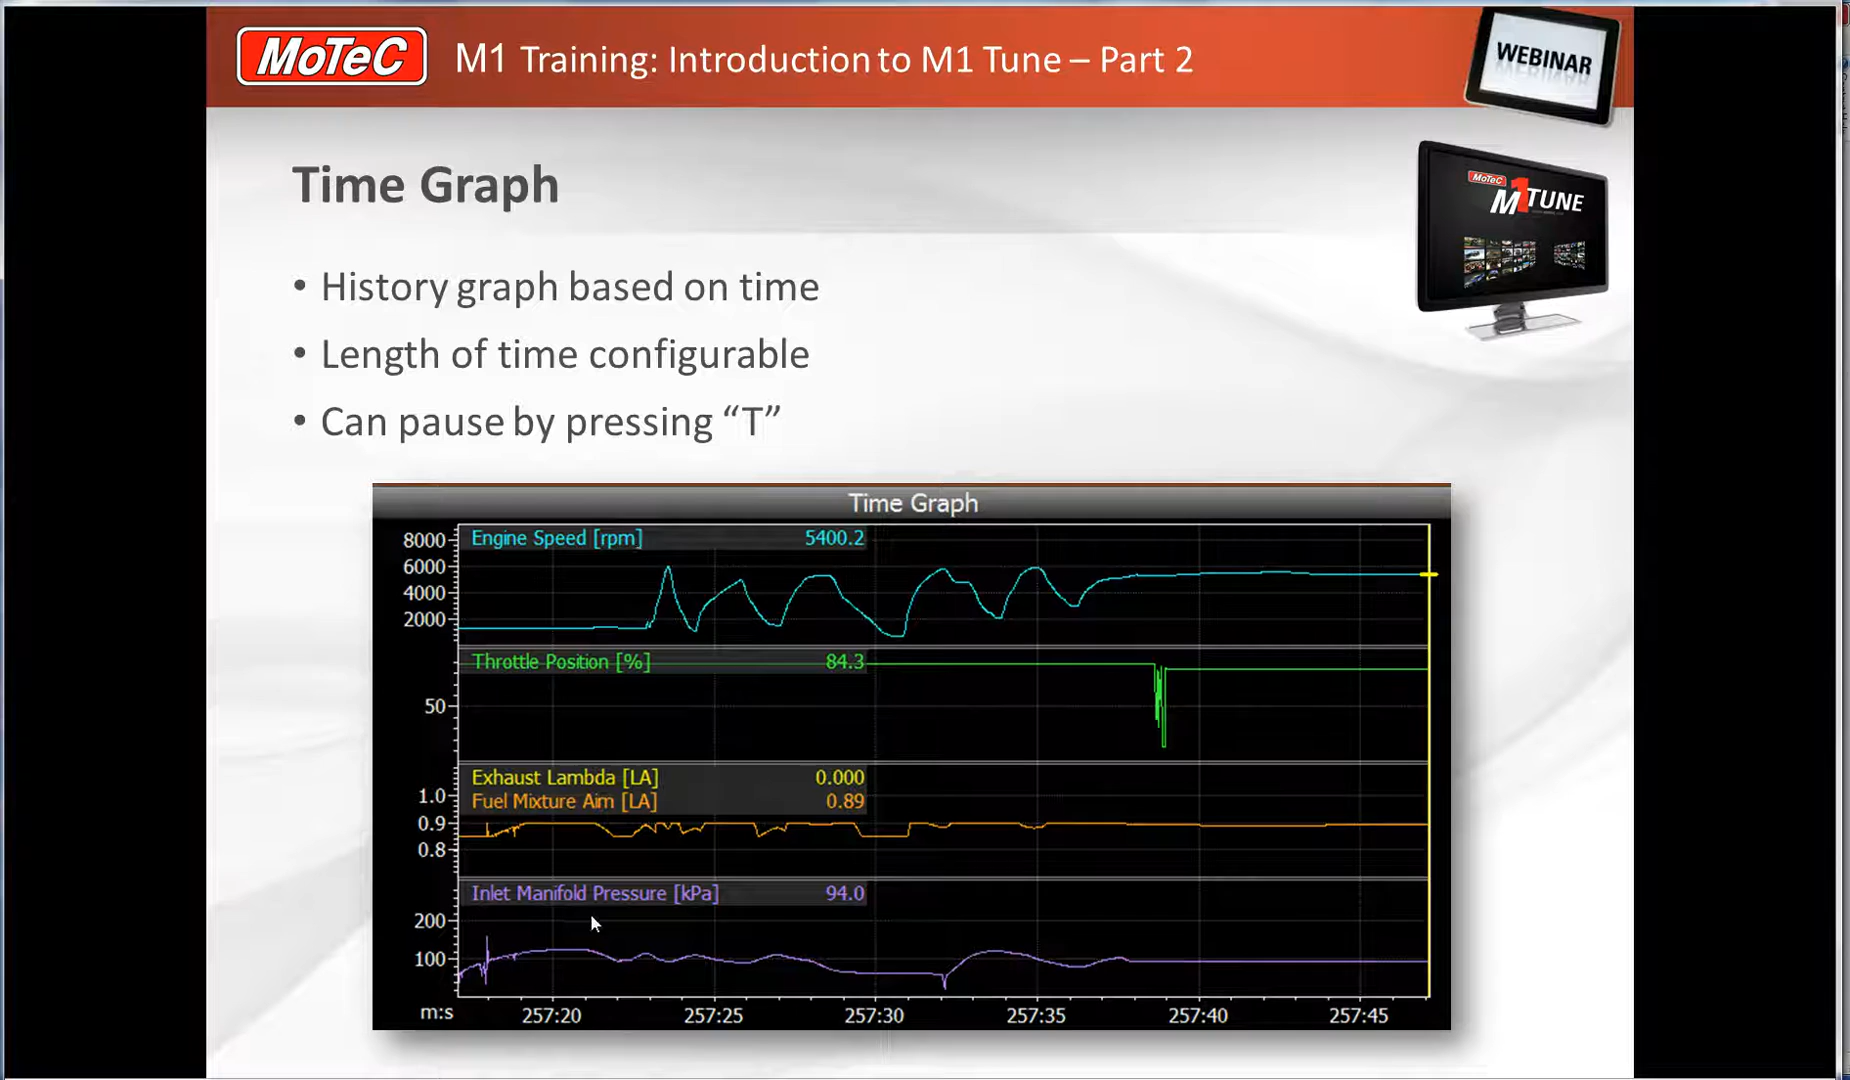 MoTeC
M1 Training: Introduction to M1 Tune – Part 2
WEBINAR
Time Graph
MoTeC
M1 TUNE
• History graph based on time
• Length of time configurable
• Can pause by pressing “T”
Time Graph
Engine Speed [rpm] 5400.2
8000
6000
4000
2000
Throttle Position [%] 84.3
50
Exhaust Lambda [LA] 0.000
Fuel Mixture Aim [LA] 0.89
1.0
0.9
0.8
Inlet Manifold Pressure [kPa] 94.0
200
100
m:s 257:20 257:25 257:30 257:35 257:40 257:45